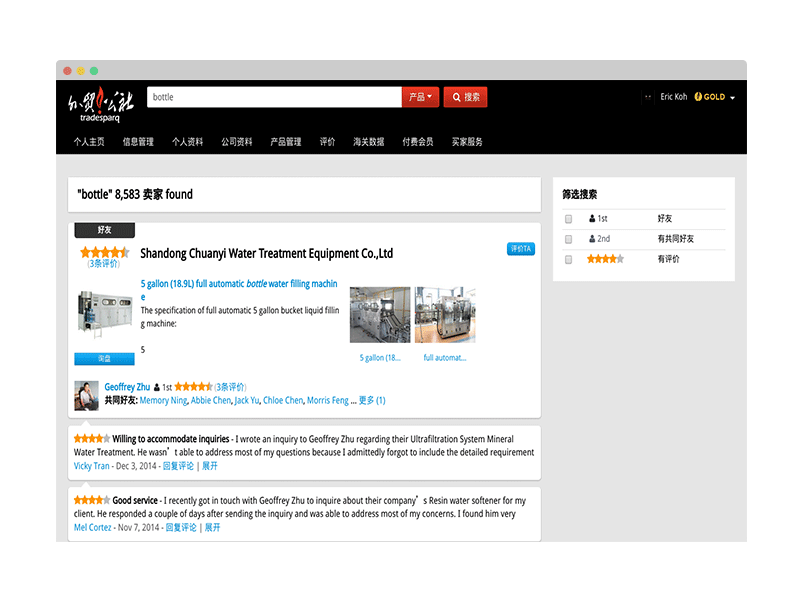 外贸公社
tradesparq
bottle
产品
搜索
Eric Koh
GOLD
个人主页 信息管理 个人资料 公司资料 产品管理 评价 海关数据 付费会员 买家服务
"bottle" 8,583 卖家 found
好友
(3条评价)
Shandong Chuanyi Water Treatment Equipment Co.,Ltd
评价TA
5 gallon (18.9L) full automatic bottle water filling machin
e
The specification of full automatic 5 gallon bucket liquid fillin
g machine:
5
询盘
5 gallon (18...
full automat...
Geoffrey Zhu 1st (3条评价)
共同好友: Memory Ning, Abbie Chen, Jack Yu, Chloe Chen, Morris Feng ... 更多 (1)
Willing to accommodate inquiries - I wrote an inquiry to Geoffrey Zhu regarding their Ultrafiltration System Mineral
Water Treatment. He wasn’t able to address most of my questions because I admittedly forgot to include the detailed requirement
Vicky Tran - Dec 3, 2014 - 回复评论 | 展开
Good service - I recently got in touch with Geoffrey Zhu to inquire about their company’s Resin water softener for my
client. He responded a couple of days after sending the inquiry and was able to address most of my concerns. I found him very
Mel Cortez - Nov 7, 2014 - 回复评论 | 展开
筛选搜索
1st 好友
2nd 有共同好友
有评价